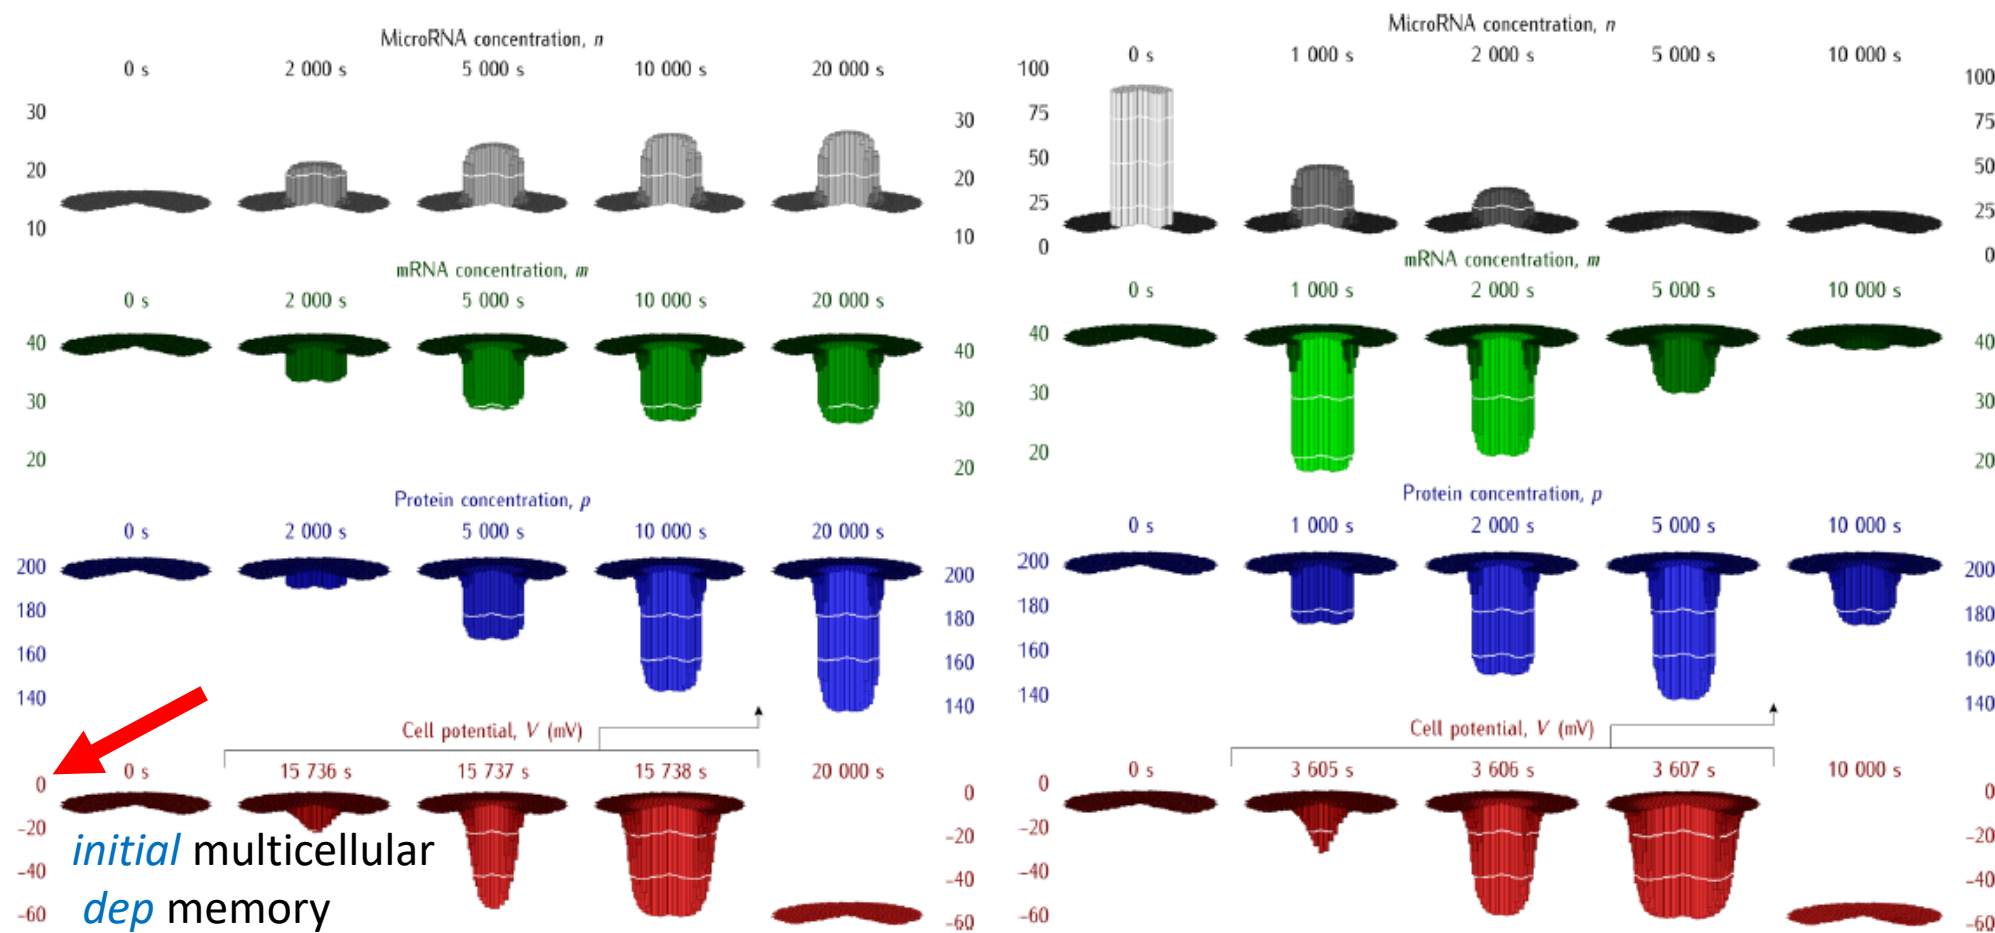 MicroRNA concentration, n
0 s 2 000 s 5 000 s 10 000 s 20 000 s
30 30
20 20
10 10
mRNA concentration, m
0 s 2 000 s 5 000 s 10 000 s 20 000 s
40 40
30 30
20 20
Protein concentration, p
0 s 2 000 s 5 000 s 10 000 s 20 000 s
200 200
180 180
160 160
140 140
Cell potential, V (mV)
0 s 15 736 s 15 737 s 15 738 s 20 000 s
0 0
−20 −20
−40 −40
−60 −60
initial multicellular
dep memory
MicroRNA concentration, n
0 s 1 000 s 2 000 s 5 000 s 10 000 s
100 100
75 75
50 50
25 25
0 0
mRNA concentration, m
0 s 1 000 s 2 000 s 5 000 s 10 000 s
40 40
30 30
20 20
Protein concentration, p
0 s 1 000 s 2 000 s 5 000 s 10 000 s
200 200
180 180
160 160
140 140
Cell potential, V (mV)
0 s 3 605 s 3 606 s 3 607 s 10 000 s
0 0
−20 −20
−40 −40
−60 −60